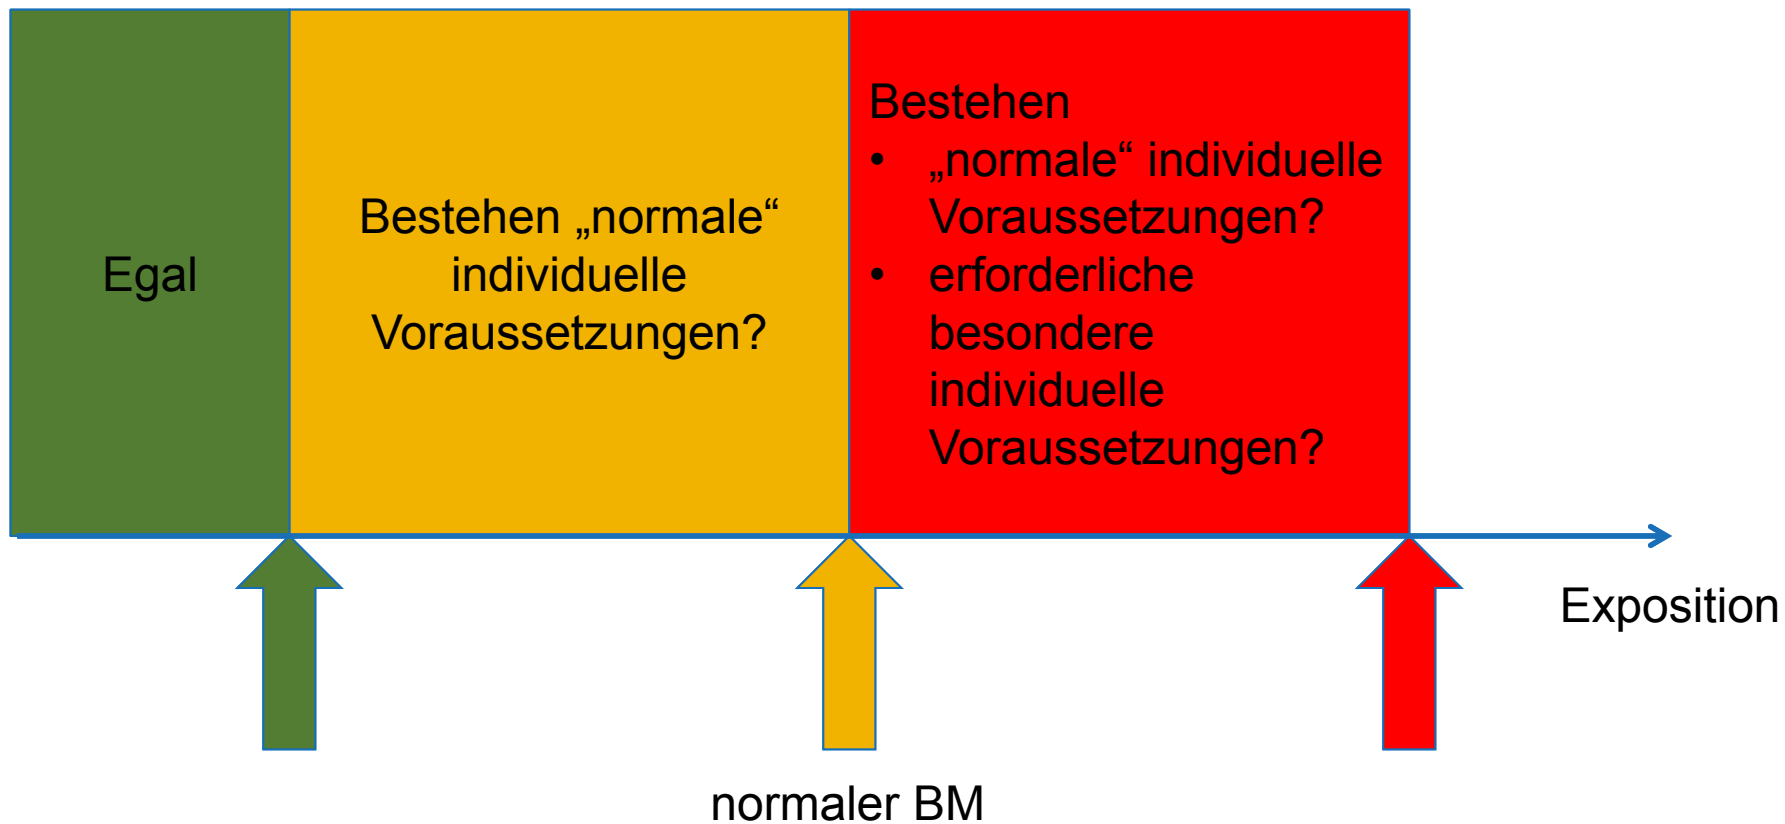 Egal
Bestehen „normale“
individuelle
Voraussetzungen?
Bestehen
• „normale“ individuelle
Voraussetzungen?
• erforderliche
besondere
individuelle
Voraussetzungen?
Exposition
normaler BM